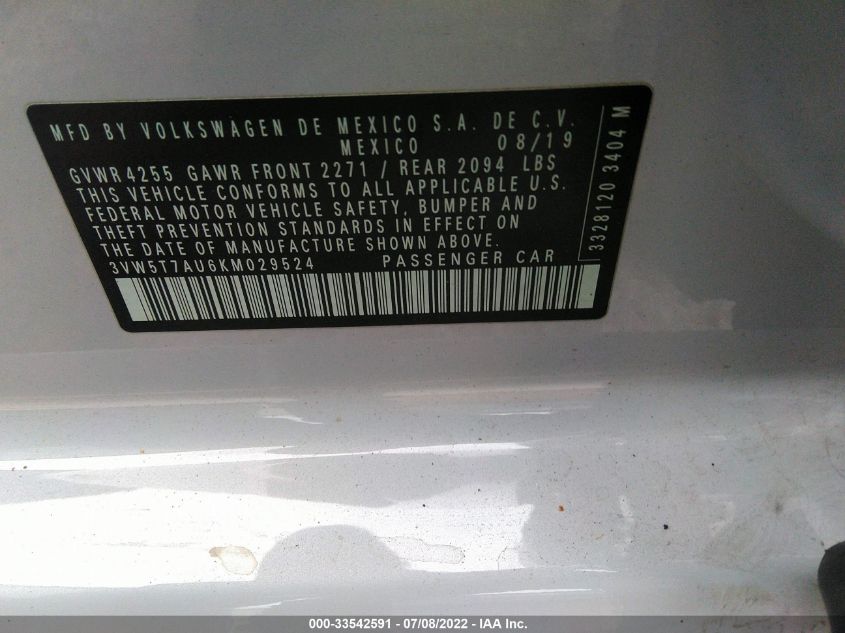 MFD BY VOLKSWAGEN DE MEXICO S.A. DE C.V.
MEXICO 08/19
GVWR 4255 GAWR FRONT 2271 / REAR 2094 LBS
THIS VEHICLE CONFORMS TO ALL APPLICABLE U.S.
FEDERAL MOTOR VEHICLE SAFETY, BUMPER AND
THEFT PREVENTION STANDARDS IN EFFECT ON
THE DATE OF MANUFACTURE SHOWN ABOVE.
3VW5T7AU6KM029524 PASSENGER CAR
3328120 3404 M
000-33542591 - 07/08/2022 - IAA Inc.